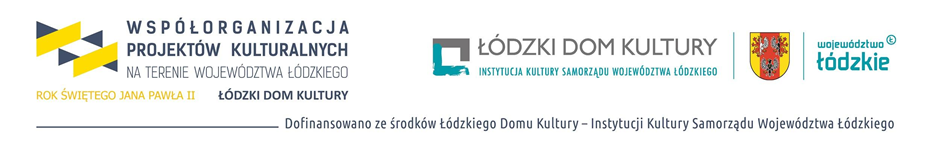 WSPÓŁORGANIZACJA
PROJEKTÓW KULTURALNYCH
NA TERENIE WOJEWÓDZTWA ŁÓDZKIEGO
ROK ŚWIĘTEGO JANA PAWŁA II ŁÓDZKI DOM KULTURY
ŁÓDZKI DOM KULTURY
INSTYTUCJA KULTURY SAMORZĄDU WOJEWÓDZTWA ŁÓDZKIEGO
województwo Ł
łódzkie
Dofinansowano ze środków Łódzkiego Domu Kultury – Instytucji Kultury Samorządu Województwa Łódzkiego